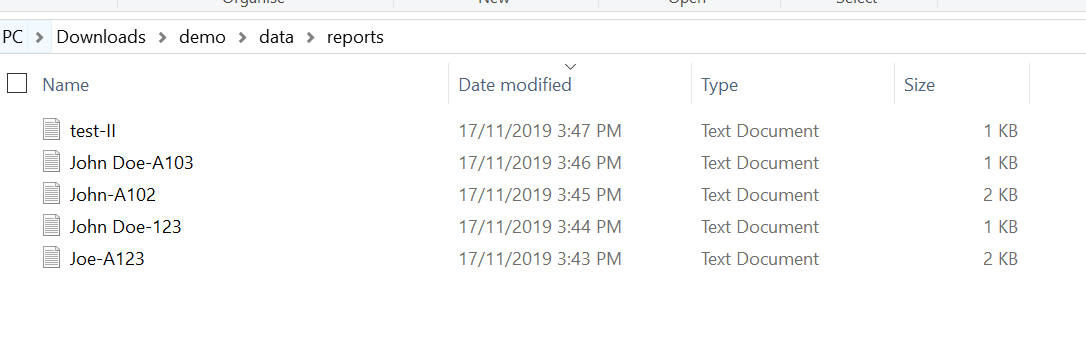 Organise New Open Select
PC > Downloads > demo > data > reports
Name Date modified Type Size
test-II 17/11/2019 3:47 PM Text Document 1 KB
John Doe-A103 17/11/2019 3:46 PM Text Document 1 KB
John-A102 17/11/2019 3:45 PM Text Document 2 KB
John Doe-123 17/11/2019 3:44 PM Text Document 1 KB
Joe-A123 17/11/2019 3:43 PM Text Document 2 KB